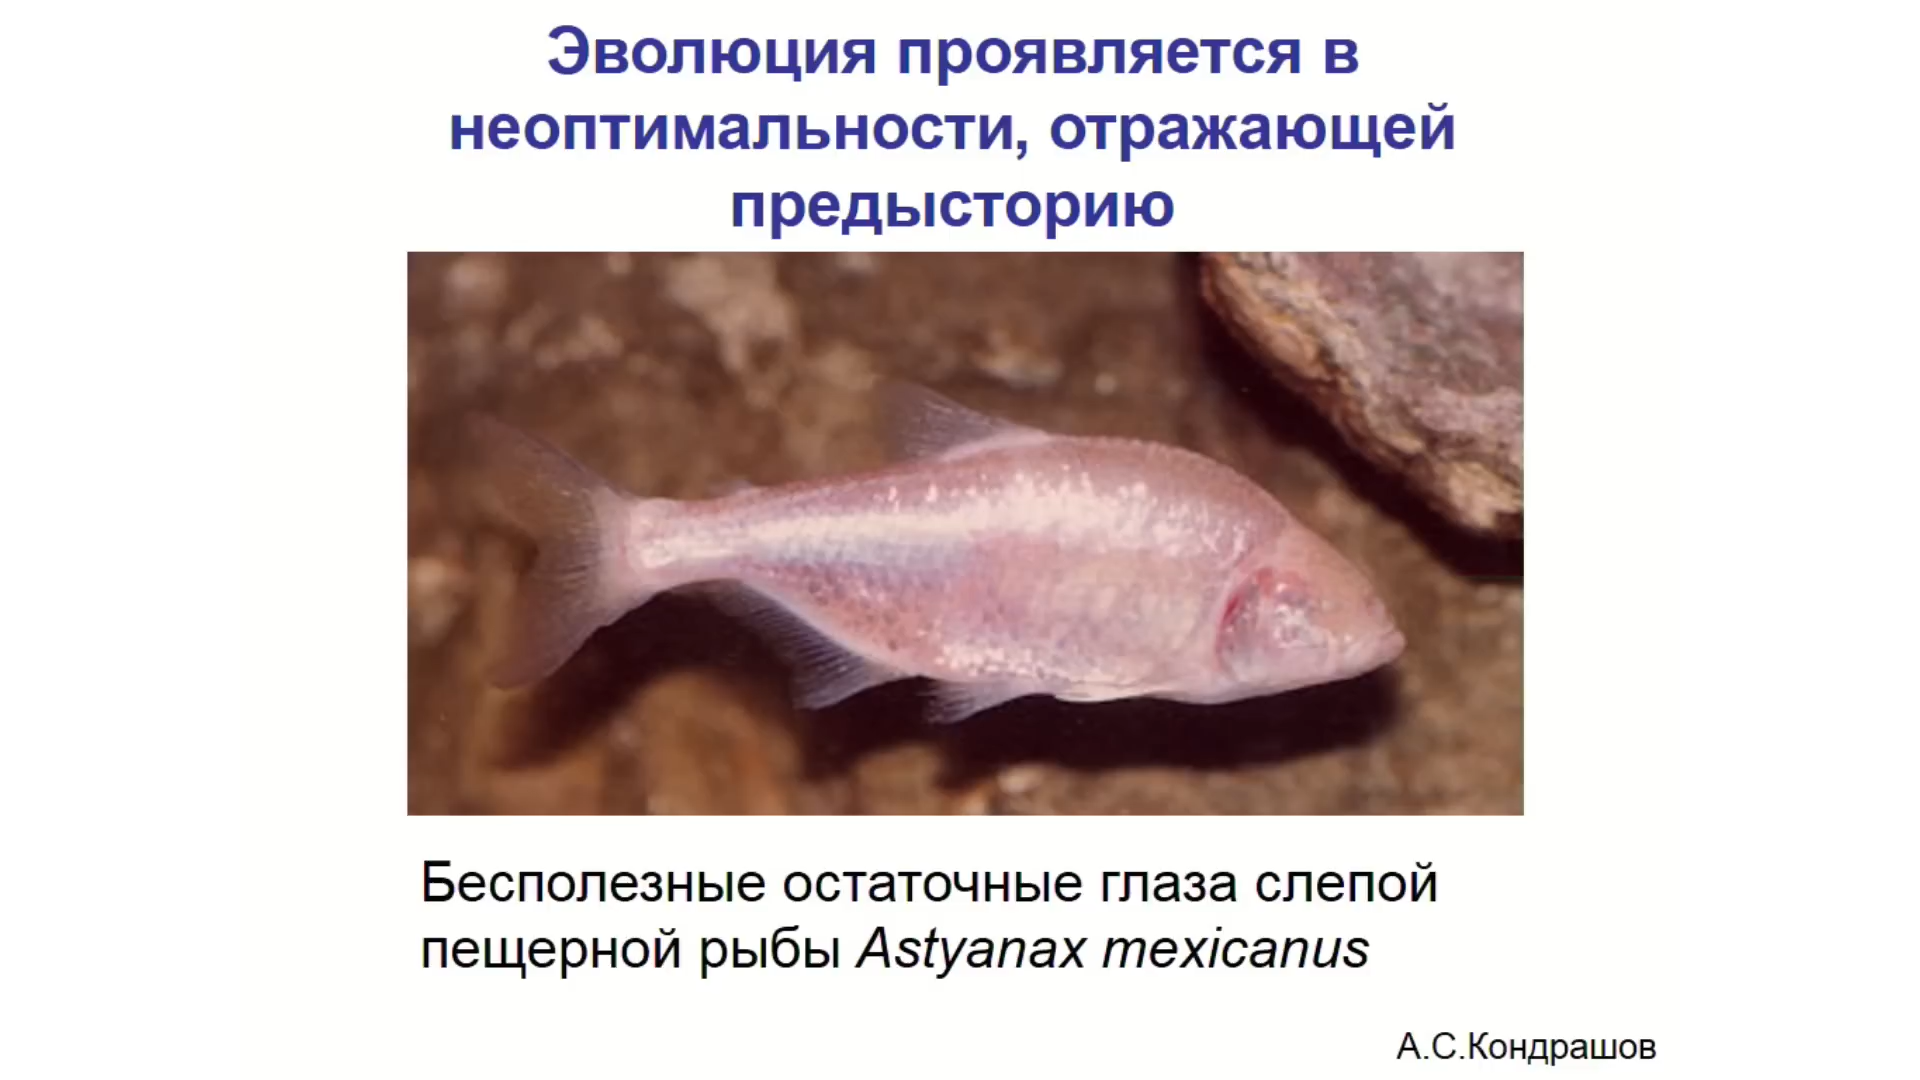 Эволюция проявляется в
неоптимальности, отражающей
предысторию
Бесполезные остаточные глаза слепой
пещерной рыбы Astyanax mexicanus
А.С.Кондрашов